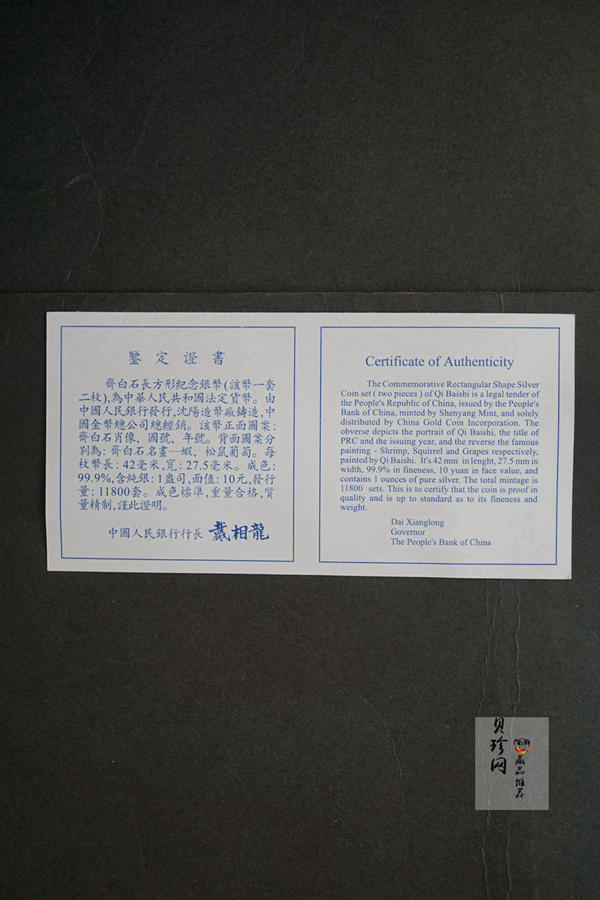 鑒定證書
齊白石長方形紀念銀幣(該幣一套
二枚),為中華人民共和國法定貨幣。由
中國人民銀行發行,沈陽造幣廠鑄造,中
國金幣總公司總經銷。該幣正面圖案:
齊白石肖像、國號、年號。背面圖案分
別為:齊白石名畫—蝦、松鼠葡萄。每
枚幣長:42毫米,寬:27.5毫米。成色:
99.9%,含純銀:1盎司,面值:10元,發行
量:11800套。成色標準,重量合格,質
量精制,謹此證明。
中國人民銀行行長 戴相龍
Certificate of Authenticity
The Commemorative Rectangular Shape Silver
Coin set ( two pieces ) of Qi Baishi is a legal tender of
the People's Republic of China, issued by the People's
Bank of China, minted by Shenyang Mint, and solely
distributed by China Gold Coin Incorporation. The
obverse depicts the portrait of Qi Baishi, the title of
PRC and the issuing year, and the reverse the famous
painting - Shrimp, Squirrel and Grapes respectively,
painted by Qi Baishi. It's 42 mm in lenght, 27.5 mm in
width, 99.9% in fineness, 10 yuan in face value, and
contains 1 ounces of pure silver. The total mintage is
11800 sets. This is to certify that the coin is proof in
quality and is up to standard as to its fineness and
weight.
Dai Xianglong
Governor
The People's Bank of China
贝珍网
藏品推荐